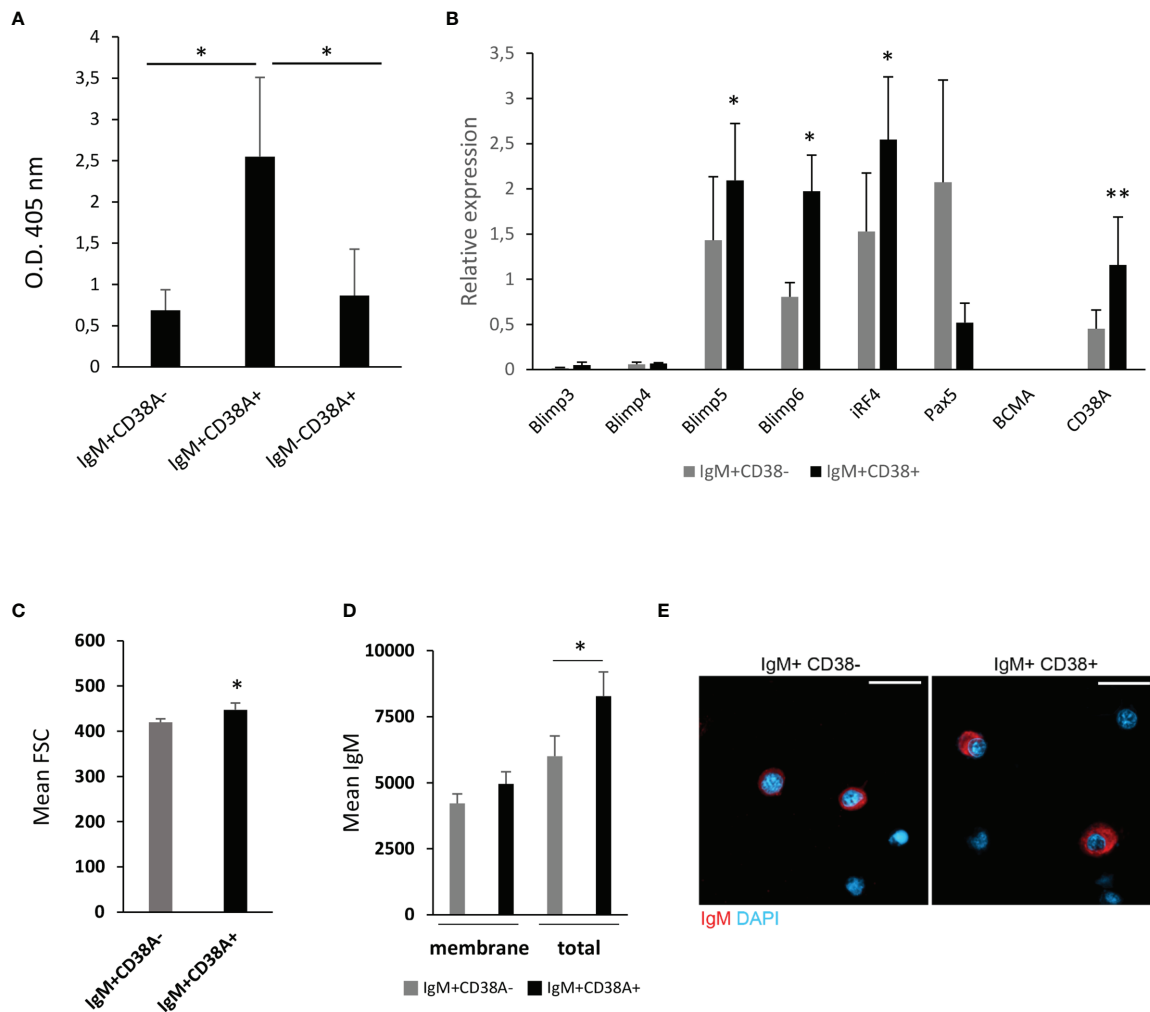 A
4
3,5
3
2,5
2
1,5
1
0,5
0
O.D. 405 nm
*
*
IgM+CD38A-
IgM+CD38A+
IgM-CD38A+
B
3,5
3
2,5
2
1,5
1
0,5
0
Relative expression
*
*
*
**
Blimp3
Blimp4
Blimp5
Blimp6
iRF4
Pax5
BCMA
CD38A
IgM+CD38- IgM+CD38+
C
600
500
400
300
200
100
0
Mean FSC
*
IgM+CD38A-
IgM+CD38A+
D
10000
7500
5000
2500
0
Mean IgM
*
membrane total
IgM+CD38A- IgM+CD38A+
E
IgM+ CD38- IgM+ CD38+
IgM DAPI